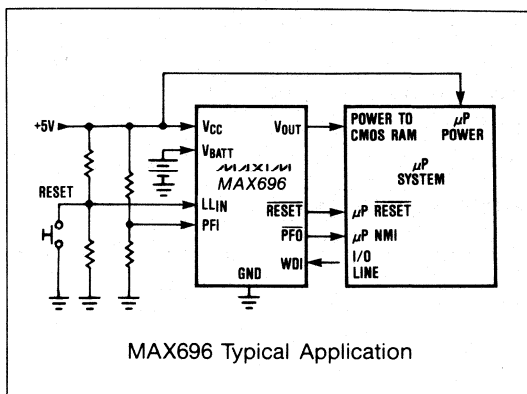 +5V
RESET
VCC
VBATT
LLIN
PFI
VOUT
MAXIM
MAX696
RESET
PFO
WDI
GND
POWER TO
CMOS RAM
µP
POWER
µP
SYSTEM
µP RESET
µP NMI
I/O
LINE
MAX696 Typical Application